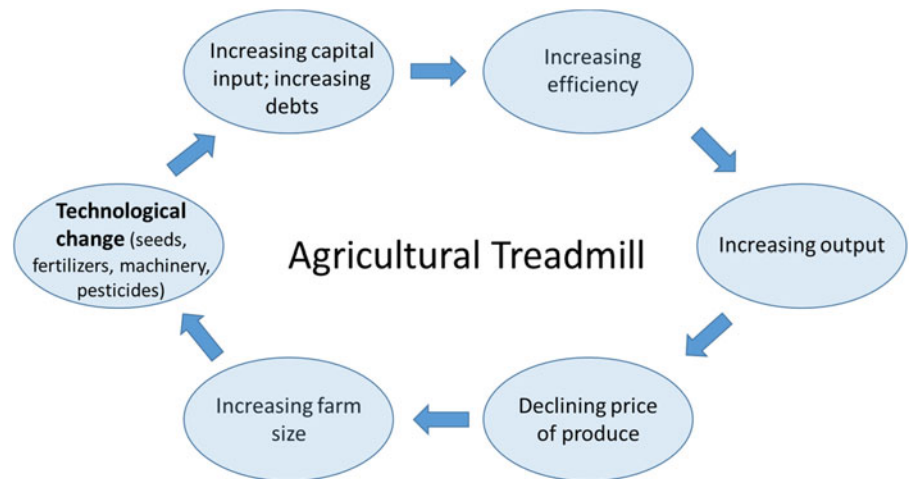 Increasing capital
input; increasing
debts
Increasing
efficiency
Technological
change (seeds,
fertilizers, machinery,
pesticides)
Agricultural Treadmill
Increasing output
Increasing farm
size
Declining price
of produce